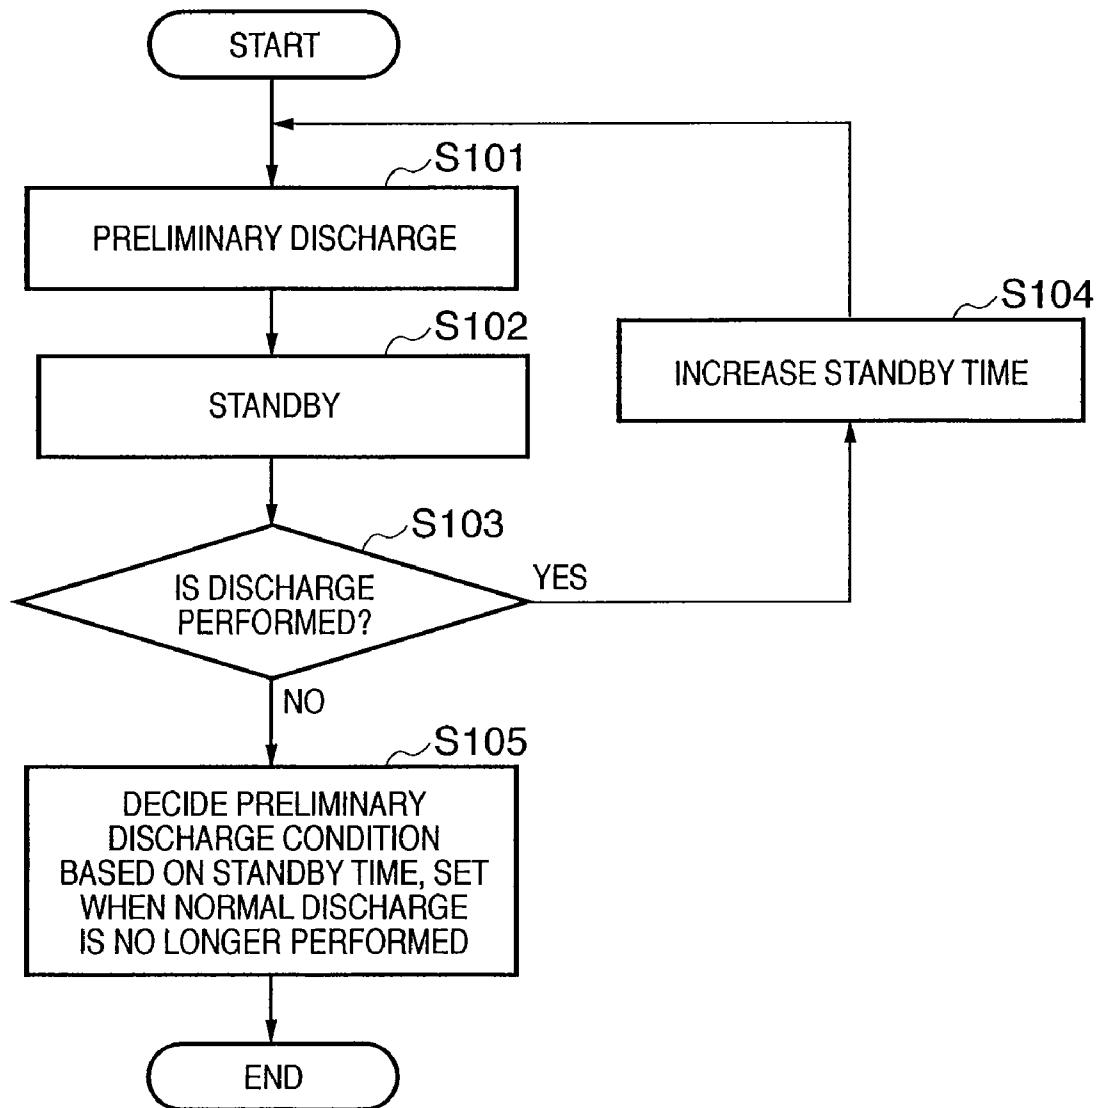 START
S101
PRELIMINARY DISCHARGE
S104
INCREASE STANDBY TIME
S102
STANDBY
S103
IS DISCHARGE
PERFORMED?
YES
NO
S105
DECIDE PRELIMINARY
DISCHARGE CONDITION
BASED ON STANDBY TIME, SET
WHEN NORMAL DISCHARGE
IS NO LONGER PERFORMED
END